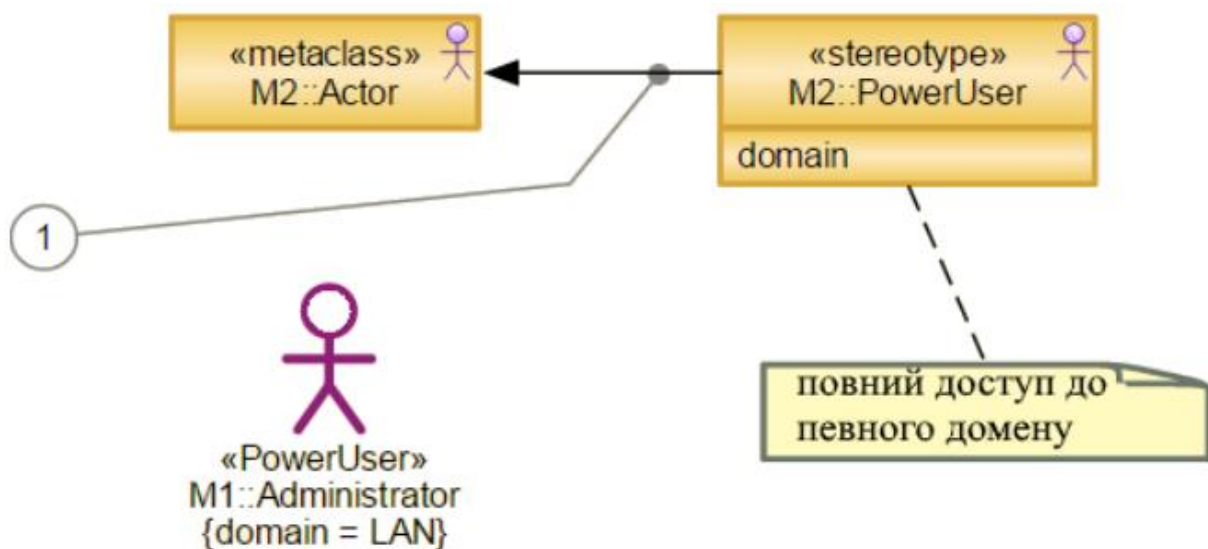 «metaclass»
M2::Actor
«stereotype»
M2::PowerUser
domain
1
повний доступ до
певного домену
«PowerUser»
M1::Administrator
{domain = LAN}